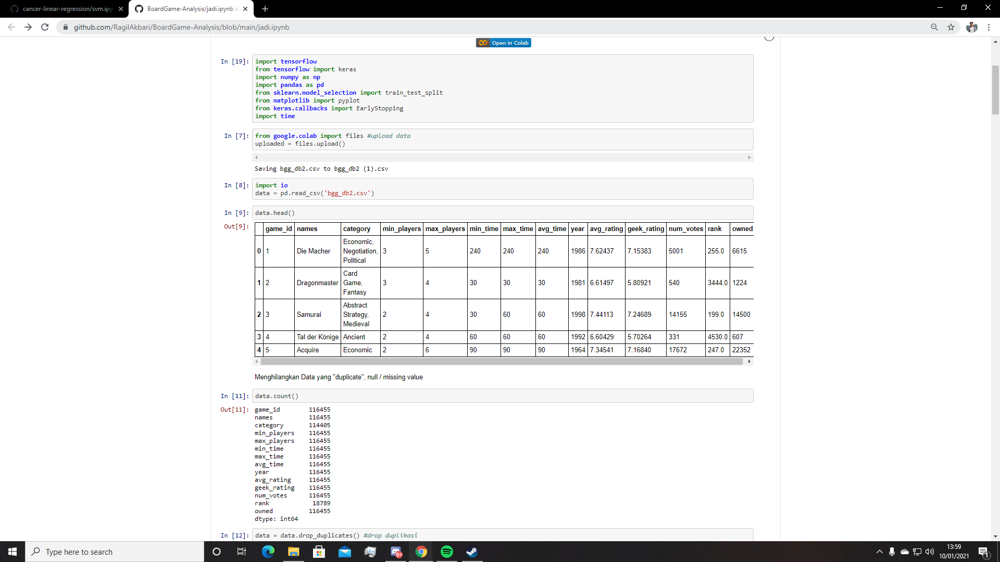 cancer-linear-regression/svm.ipy
BoardGame-Analysis/jadi.ipynb a
github.com/RagilAkbari/BoardGame-Analysis/blob/main/jadi.ipynb
Open in Colab
In [19]:
import tensorflow
from tensorflow import keras
import numpy as np
import pandas as pd
from sklearn.model_selection import train_test_split
from matplotlib import pyplot
from keras.callbacks import EarlyStopping
import time
In [7]:
from google.colab import files #upload data
uploaded = files.upload()
Saving bgg_db2.csv to bgg_db2 (1).csv
In [8]:
import io
data = pd.read_csv('bgg_db2.csv')
In [9]:
data.head()
Out[9]:
game_id names category min_players max_players min_time max_time avg_time year avg_rating geek_rating num_votes rank owned
0 1 Die Macher Economic, Negotiation, Political 3 5 240 240 240 1986 7.62437 7.15383 5001 255.0 6615
1 2 Dragonmaster Card Game, Fantasy 3 4 30 30 30 1981 6.61497 5.80921 540 3444.0 1224
2 3 Samurai Abstract Strategy, Medieval 2 4 30 60 60 1998 7.44113 7.24689 14155 199.0 14500
3 4 Tal der Könige Ancient 2 4 60 60 60 1992 6.60429 5.70264 331 4530.0 607
4 5 Acquire Economic 2 6 90 90 90 1964 7.34541 7.16840 17672 247.0 22352
Menghilangkan Data yang "duplicate", null / missing value
In [11]:
data.count()
Out[11]:
game_id 116455
names 116455
category 114405
min_players 116455
max_players 116455
min_time 116455
max_time 116455
avg_time 116455
year 116455
avg_rating 116455
geek_rating 116455
num_votes 116455
rank 18789
owned 116455
dtype: int64
In [12]:
data = data.drop_duplicates() #drop duplikasi
Type here to search
9+
13:59
10/01/2021
1